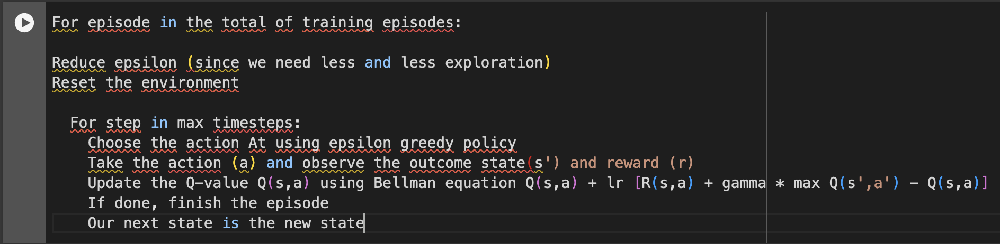 For episode in the total of training episodes:
Reduce epsilon (since we need less and less exploration)
Reset the environment
For step in max timesteps:
Choose the action At using epsilon greedy policy
Take the action (a) and observe the outcome state(s') and reward (r)
Update the Q-value Q(s,a) using Bellman equation Q(s,a) + lr [R(s,a) + gamma * max Q(s',a') - Q(s,a)]
If done, finish the episode
Our next state is the new state